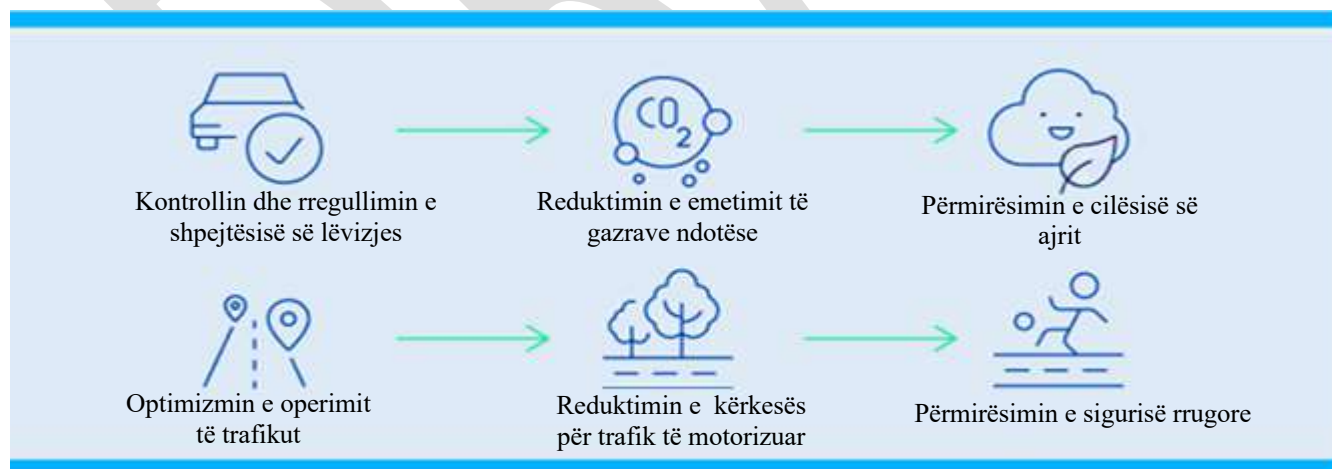 CO2
Kontrollin dhe rregullimin e
shpejtësisë së lëvizjes
Reduktimin e emetimit të
gazrave ndotëse
Përmirësimin e cilësisë së
ajrit
Optimizmin e operimit
të trafikut
Reduktimin e kërkesës
për trafik të motorizuar
Përmirësimin e sigurisë rrugore